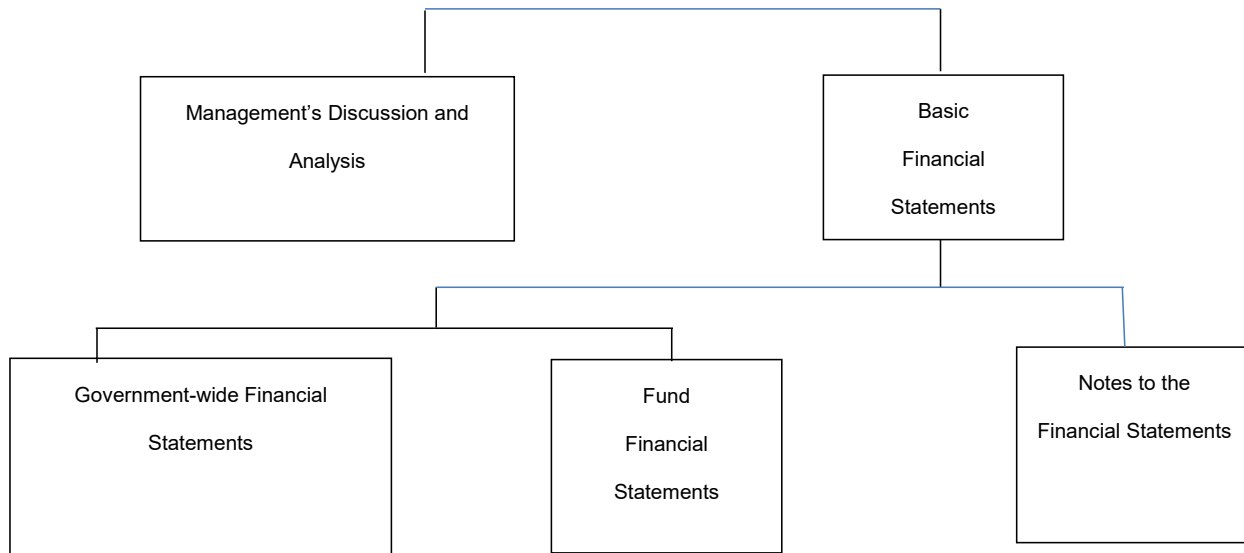 Management’s Discussion and
Analysis
Basic
Financial
Statements
Government-wide Financial
Statements
Fund
Financial
Statements
Notes to the
Financial Statements